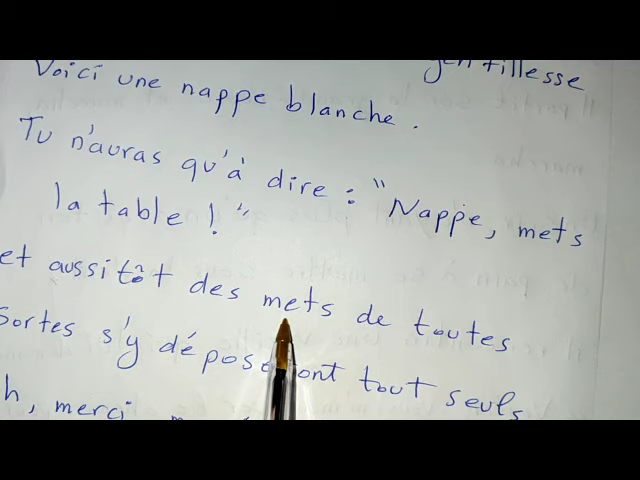 gentillesse
Voici une nappe blanche.
Tu n'auras qu'à dire : "Nappe, mets
la table !"
et aussitôt des mets de toutes
Sortes s'y déposeront tout seuls
merci